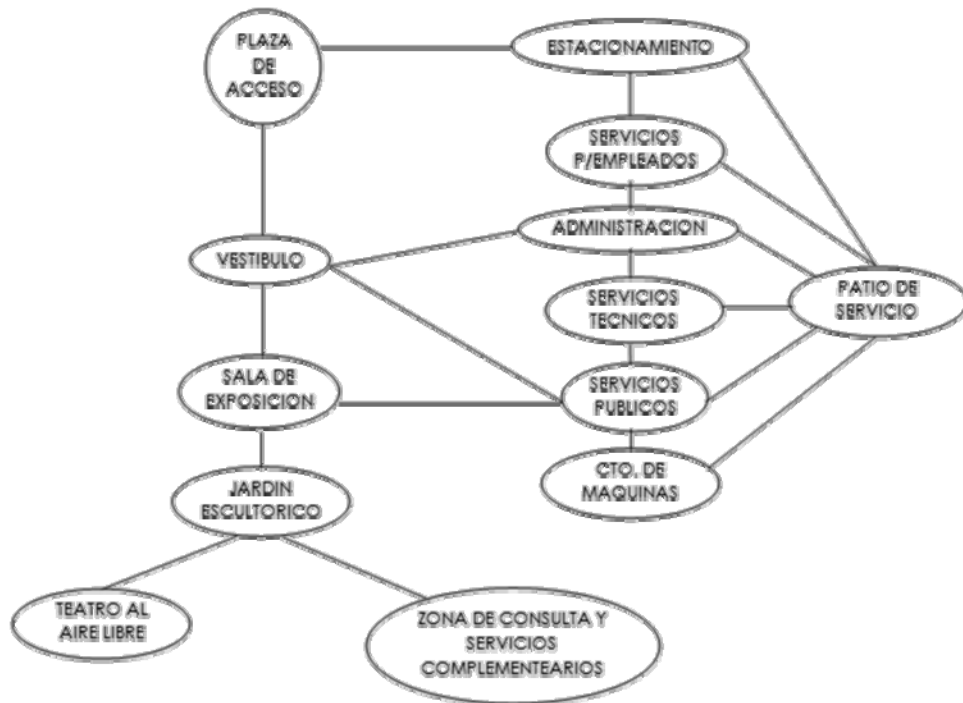 PLAZA
DE
ACCESO
ESTACIONAMIENTO
SERVICIOS
P/EMPLEADOS
ADMINISTRACION
VESTIBULO
SERVICIOS
TECNICOS
PATIO DE
SERVICIO
SALA DE
EXPOSICION
SERVICIOS
PUBLICOS
CTO. DE
MAQUINAS
JARDIN
ESCULTORICO
TEATRO AL
AIRE LIBRE
ZONA DE CONSULTA Y
SERVICIOS
COMPLEMENTEARIOS